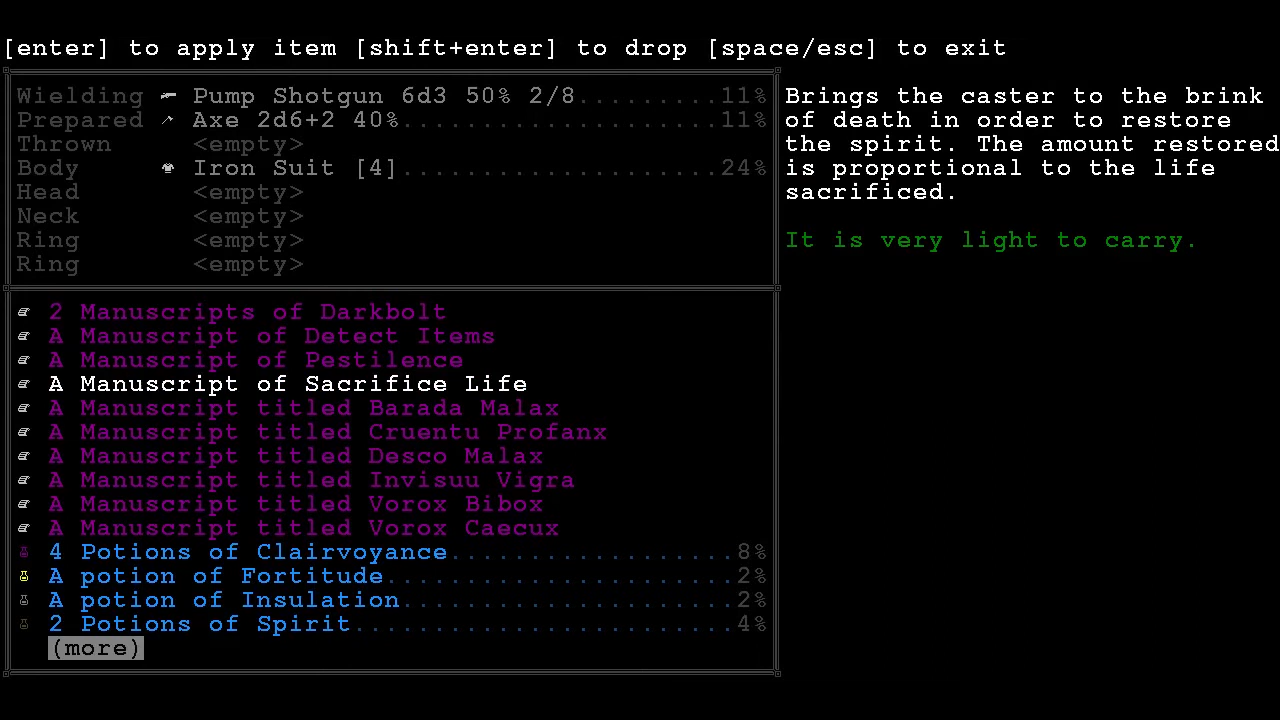 [enter] to apply item [shift+enter] to drop [space/esc] to exit
Wielding Pump Shotgun 6d3 50% 2/8.........11%
Prepared Axe 2d6+2 40%....................11%
Thrown <empty>
Body Iron Suit [4]....................24%
Head <empty>
Neck <empty>
Ring <empty>
Ring <empty>
2 Manuscripts of Darkbolt
A Manuscript of Detect Items
A Manuscript of Pestilence
A Manuscript of Sacrifice Life
A Manuscript titled Barada Malax
A Manuscript titled Cruentu Profanx
A Manuscript titled Desco Malax
A Manuscript titled Invisuu Vigra
A Manuscript titled Vorox Bibox
A Manuscript titled Vorox Caecux
4 Potions of Clairvoyance..................8%
A potion of Fortitude......................2%
A potion of Insulation.....................2%
2 Potions of Spirit........................4%
(more)
Brings the caster to the brink
of death in order to restore
the spirit. The amount restored
is proportional to the life
sacrificed.
It is very light to carry.